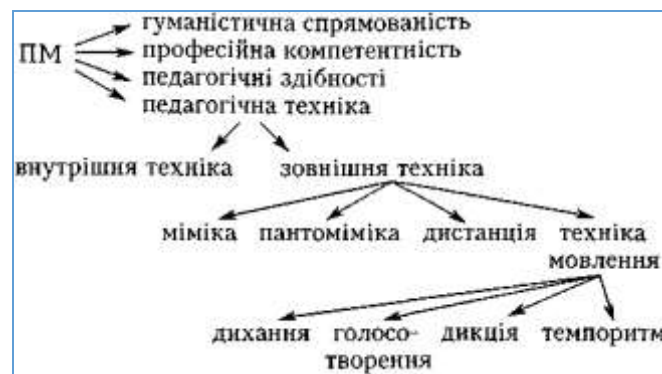 гуманістична спрямованість
ПМ
професійна компетентність
педагогічні здібності
педагогічна техніка
внутрішня техніка зовнішня техніка
міміка пантоміміка дистанція техніка
мовлення
дихання голосо- дикція темпоритм
творення